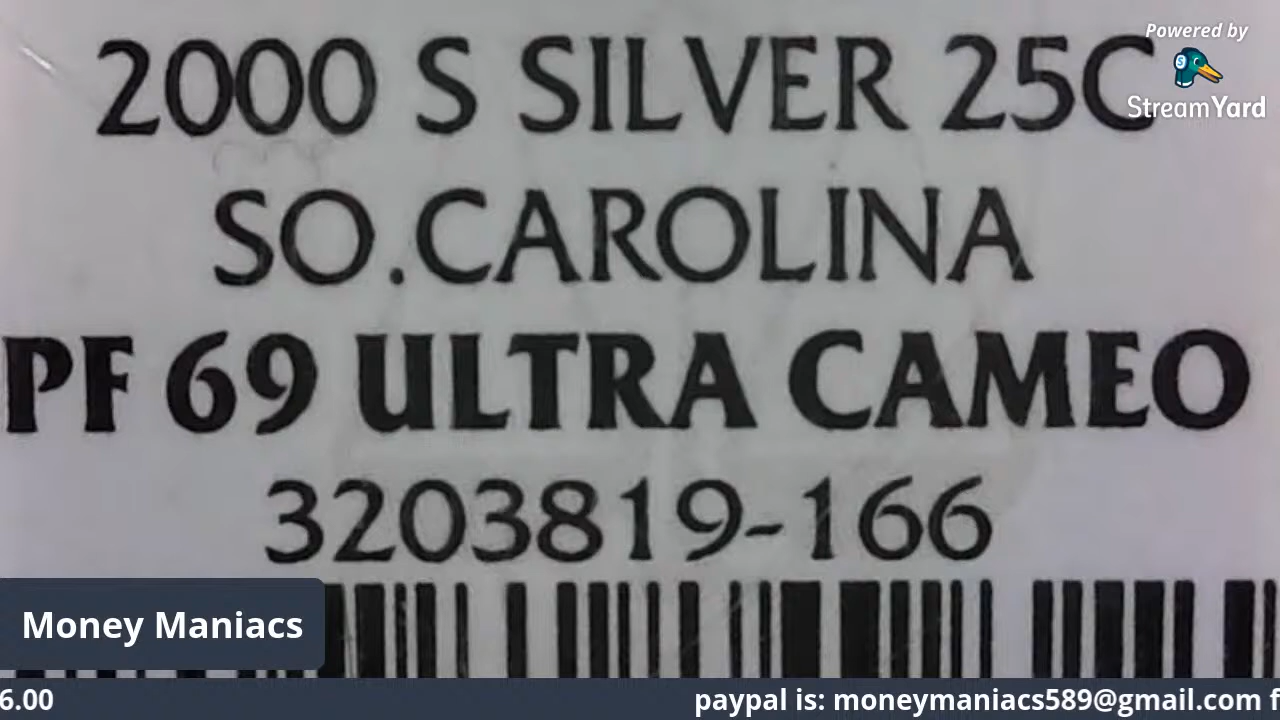 Powered by
StreamYard
2000 S SILVER 25C
SO.CAROLINA
PF 69 ULTRA CAMEO
3203819-166
Money Maniacs
6.00 paypal is: moneymaniacs589@gmail.com f